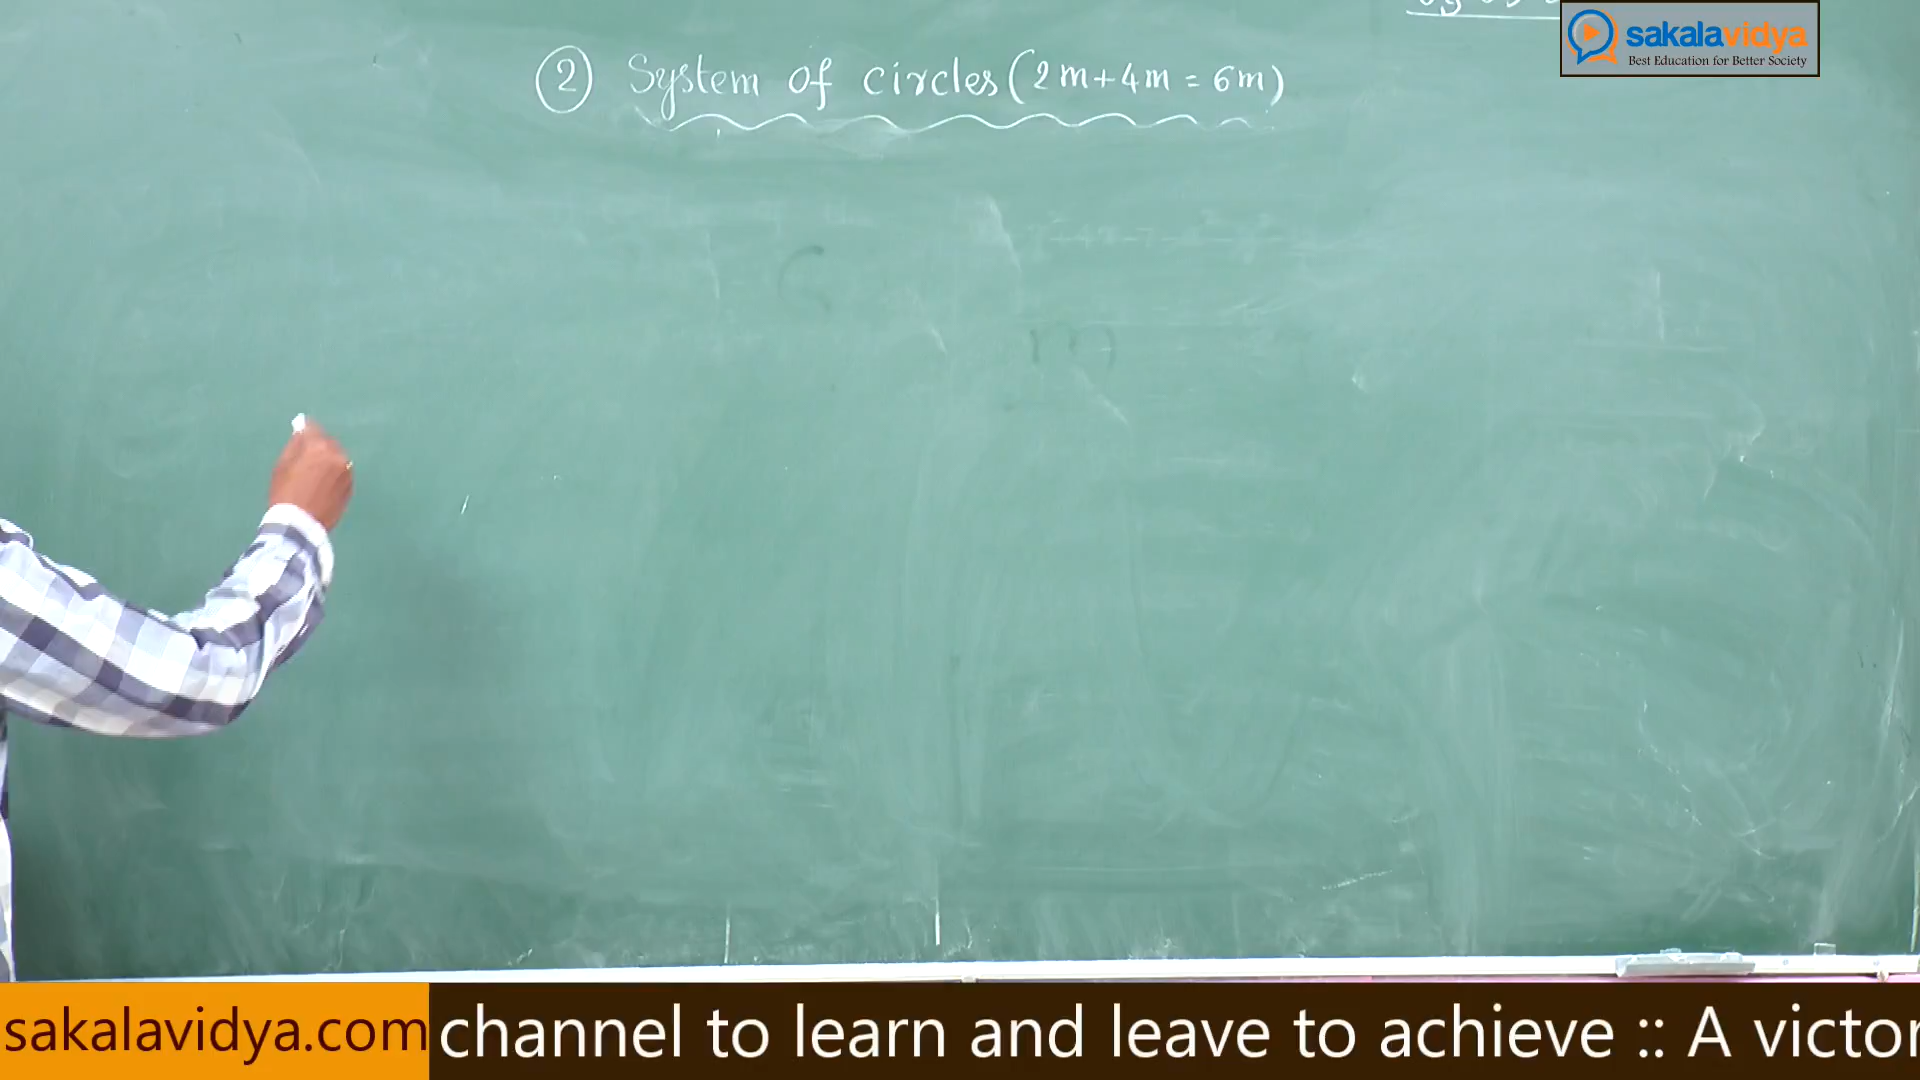 sakalavidya
Best Education for Better Society
② System of circles (2m+4m = 6m)
sakalavidya.com channel to learn and leave to achieve :: A victor